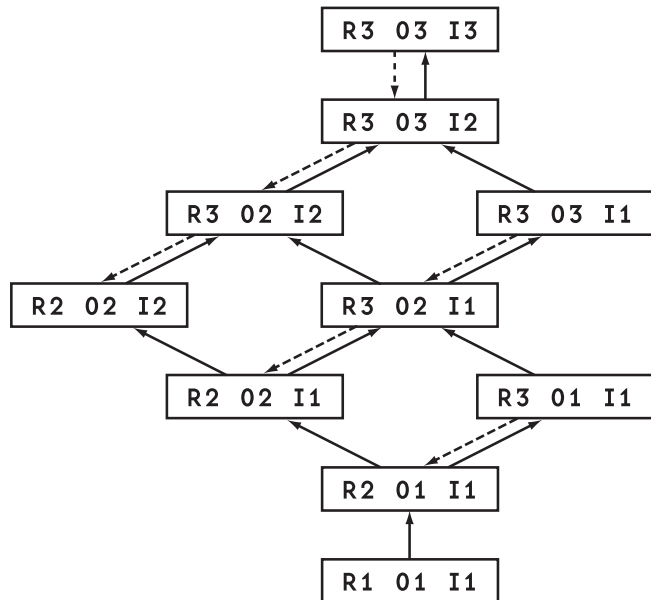 R3 O3 I3
R3 O3 I2
R3 O2 I2
R3 O3 I1
R2 O2 I2
R3 O2 I1
R2 O2 I1
R3 O1 I1
R2 O1 I1
R1 O1 I1